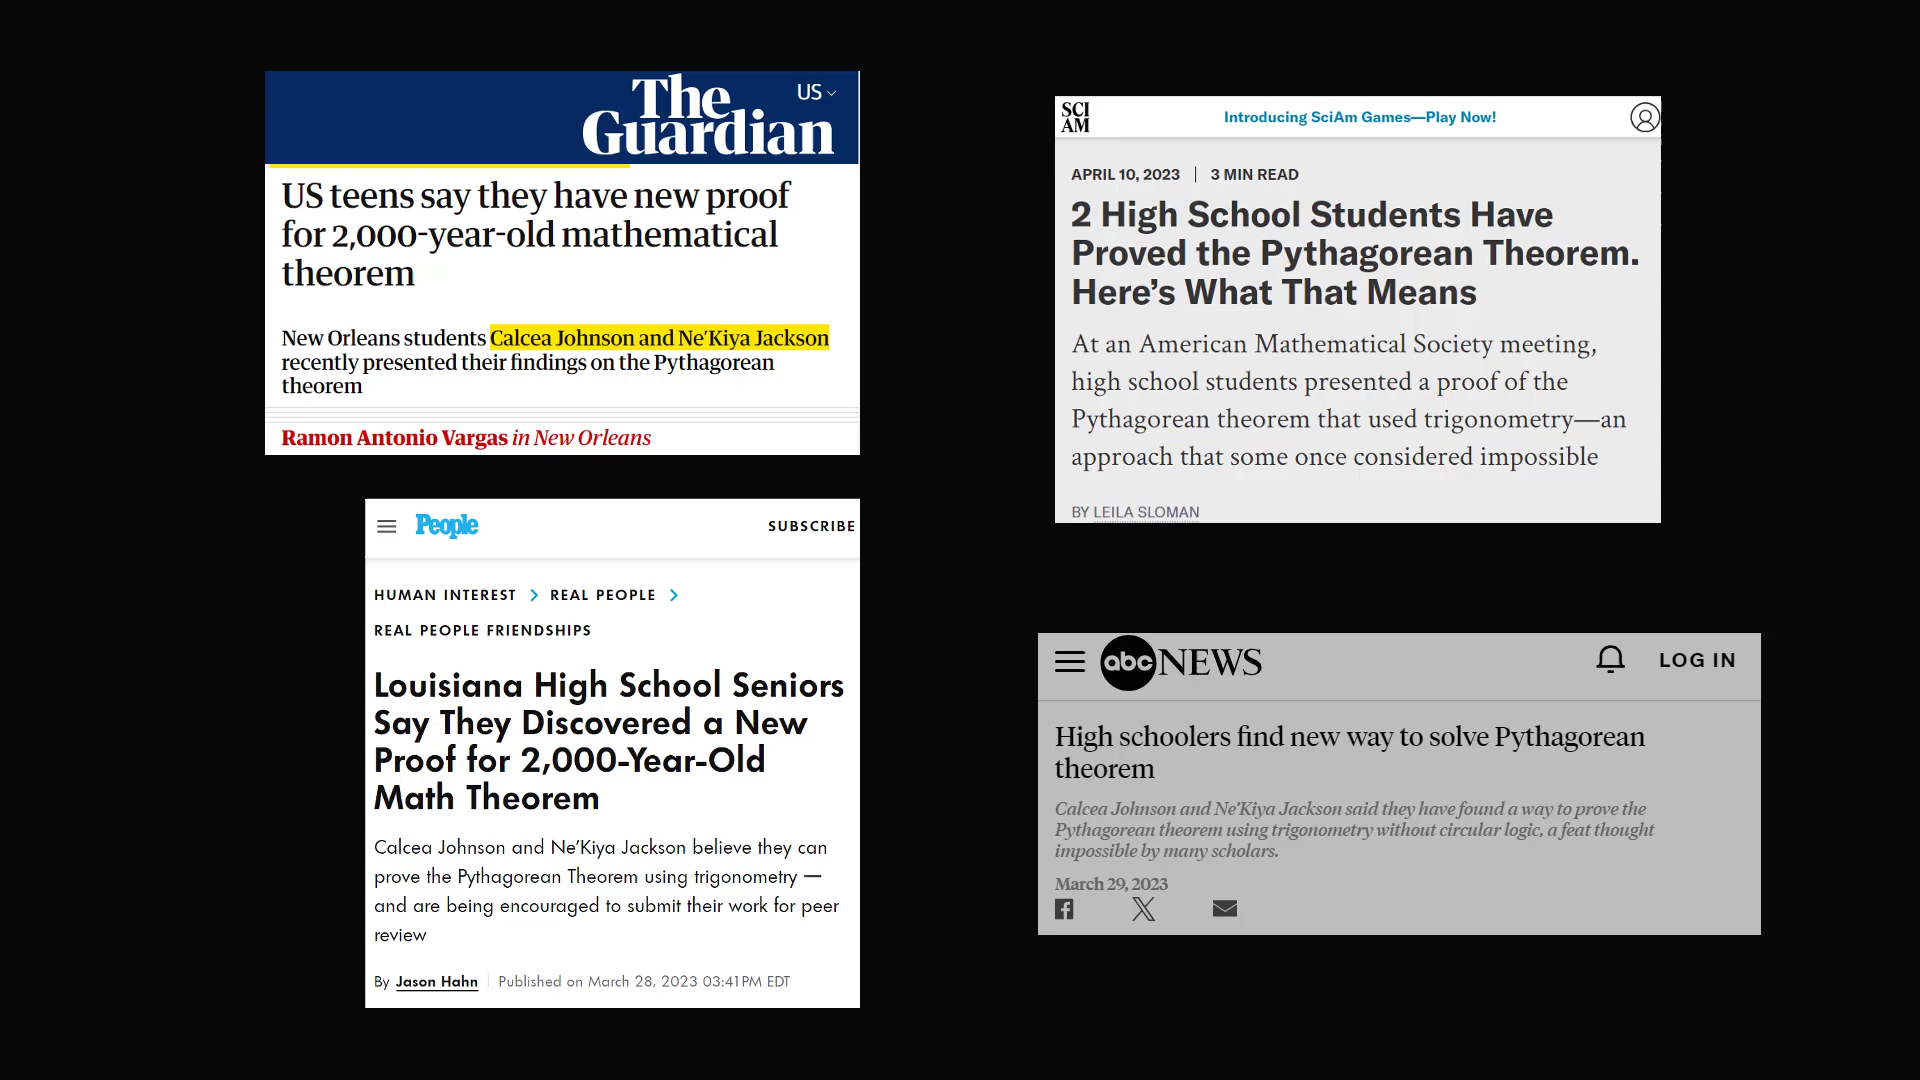 The
Guardian
US
US teens say they have new proof
for 2,000-year-old mathematical
theorem
New Orleans students Calcea Johnson and Ne’Kiya Jackson
recently presented their findings on the Pythagorean
theorem
Ramon Antonio Vargas in New Orleans
SCI
AM
Introducing SciAm Games—Play Now!
APRIL 10, 2023 | 3 MIN READ
2 High School Students Have
Proved the Pythagorean Theorem.
Here’s What That Means
At an American Mathematical Society meeting,
high school students presented a proof of the
Pythagorean theorem that used trigonometry—an
approach that some once considered impossible
BY LEILA SLOMAN
People
SUBSCRIBE
HUMAN INTEREST > REAL PEOPLE >
REAL PEOPLE FRIENDSHIPS
Louisiana High School Seniors
Say They Discovered a New
Proof for 2,000-Year-Old
Math Theorem
Calcea Johnson and Ne’Kiya Jackson believe they can
prove the Pythagorean Theorem using trigonometry —
and are being encouraged to submit their work for peer
review
By Jason Hahn | Published on March 28, 2023 03:41PM EDT
abc NEWS
LOG IN
High schoolers find new way to solve Pythagorean
theorem
Calcea Johnson and Ne’Kiya Jackson said they have found a way to prove the
Pythagorean theorem using trigonometry without circular logic, a feat thought
impossible by many scholars.
March 29, 2023